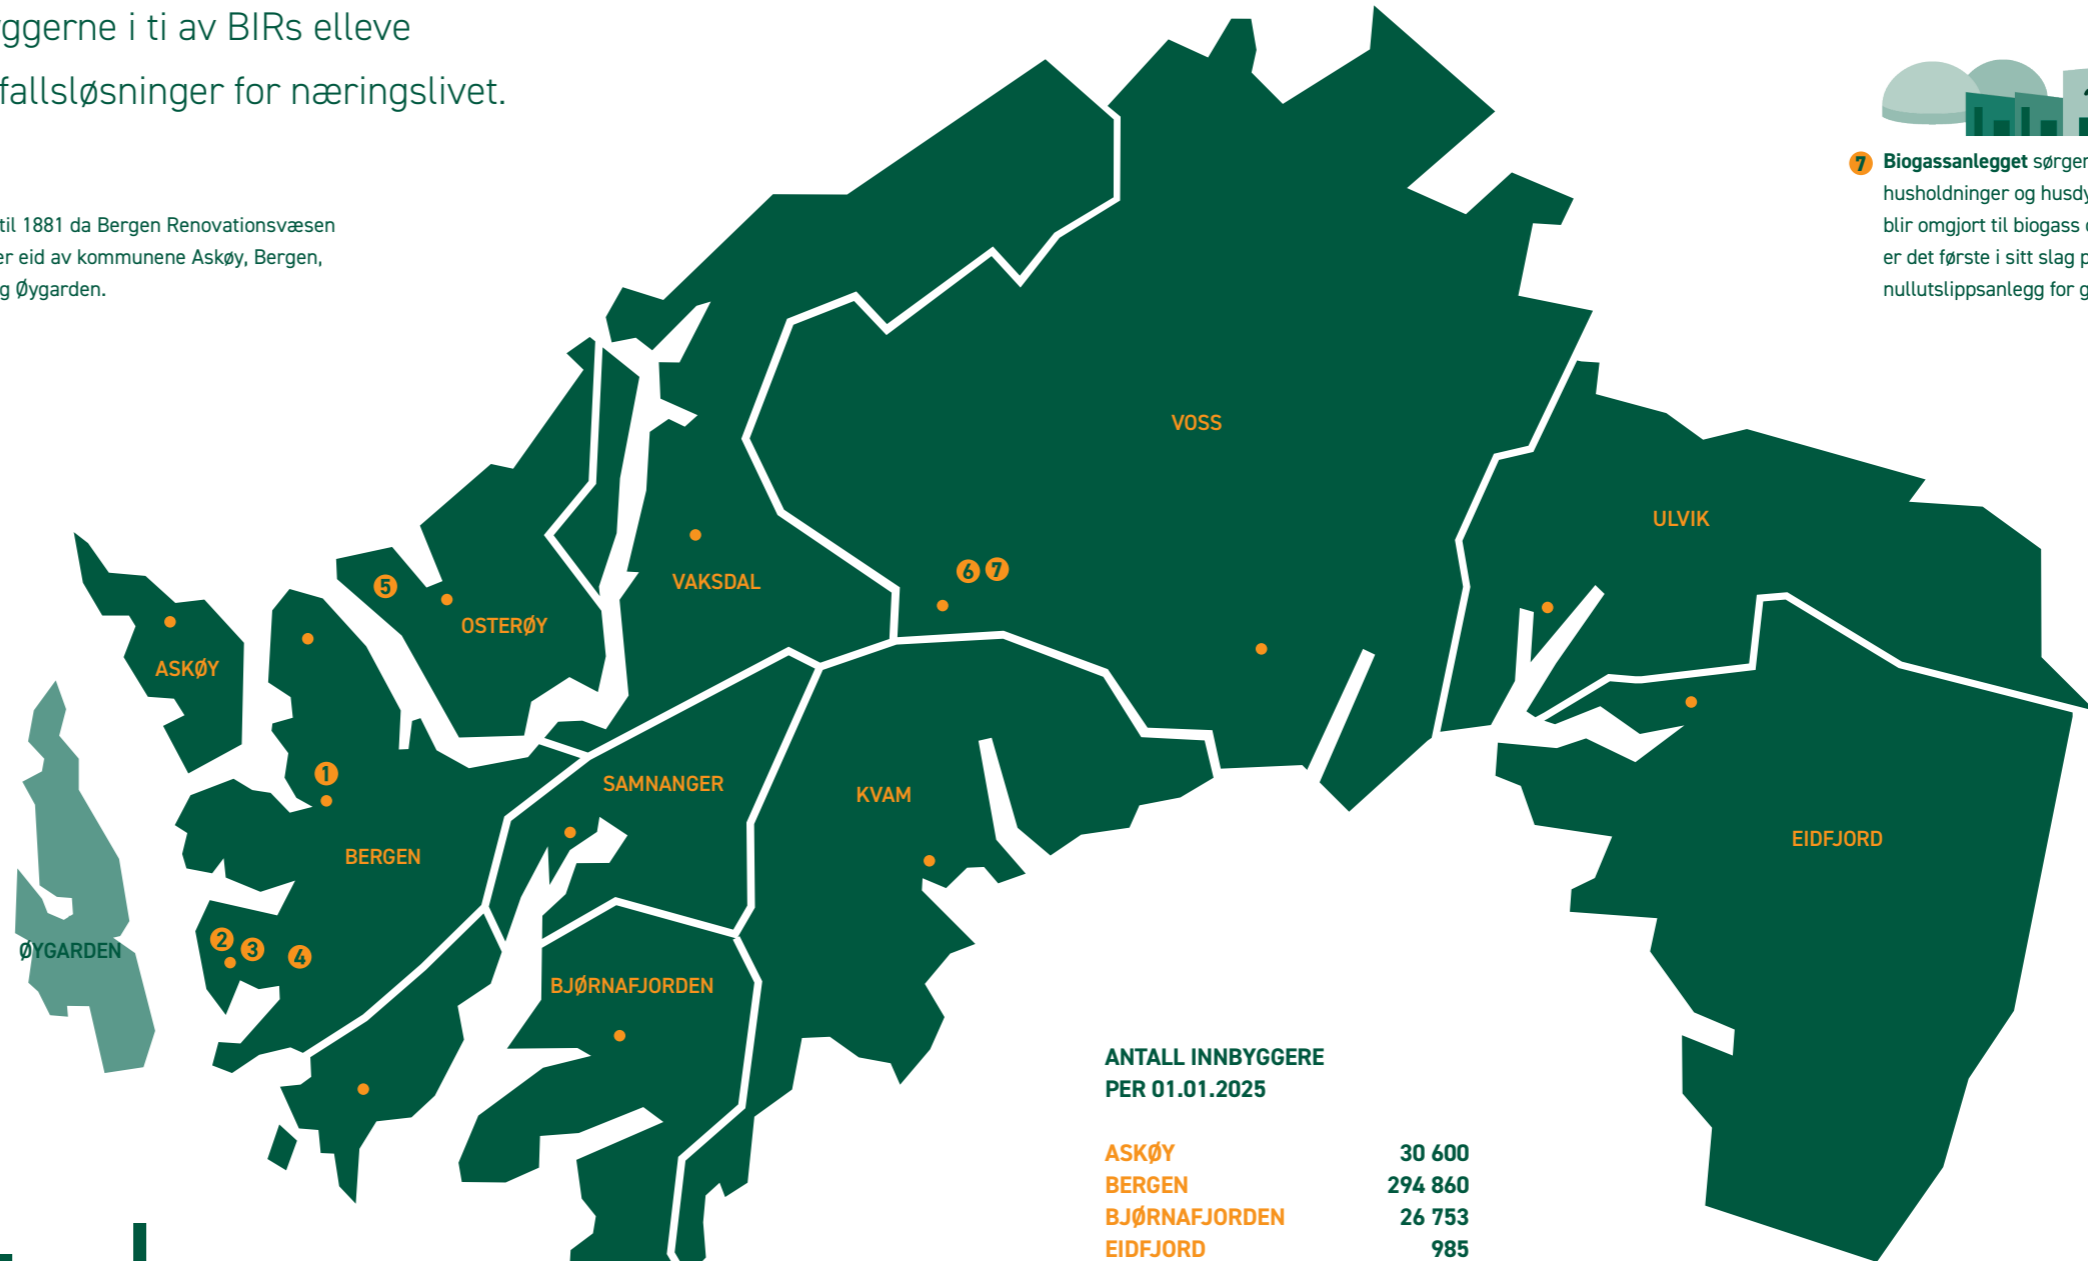 ggerne i ti av BIRs elleve
fallsløsninger for næringslivet.
til 1881 da Bergen Renovationsvæsen
er eid av kommunene Askøy, Bergen,
g Øygarden.
7 Biogassanlegget sørger
husholdninger og husdy
blir omgjort til biogass
er det første i sitt slag p
nullutslippsanlegg for g
VOSS
ULVIK
6 7
VAKSDAL
5
OSTERØY
ASKØY
1
SAMNANGER
KVAM
EIDFJORD
BERGEN
2 3 4
ØYGARDEN
BJØRNAFJORDEN
ANTALL INNBYGGERE
PER 01.01.2025
ASKØY 30 600
BERGEN 294 860
BJØRNAFJORDEN 26 753
EIDFJORD 985